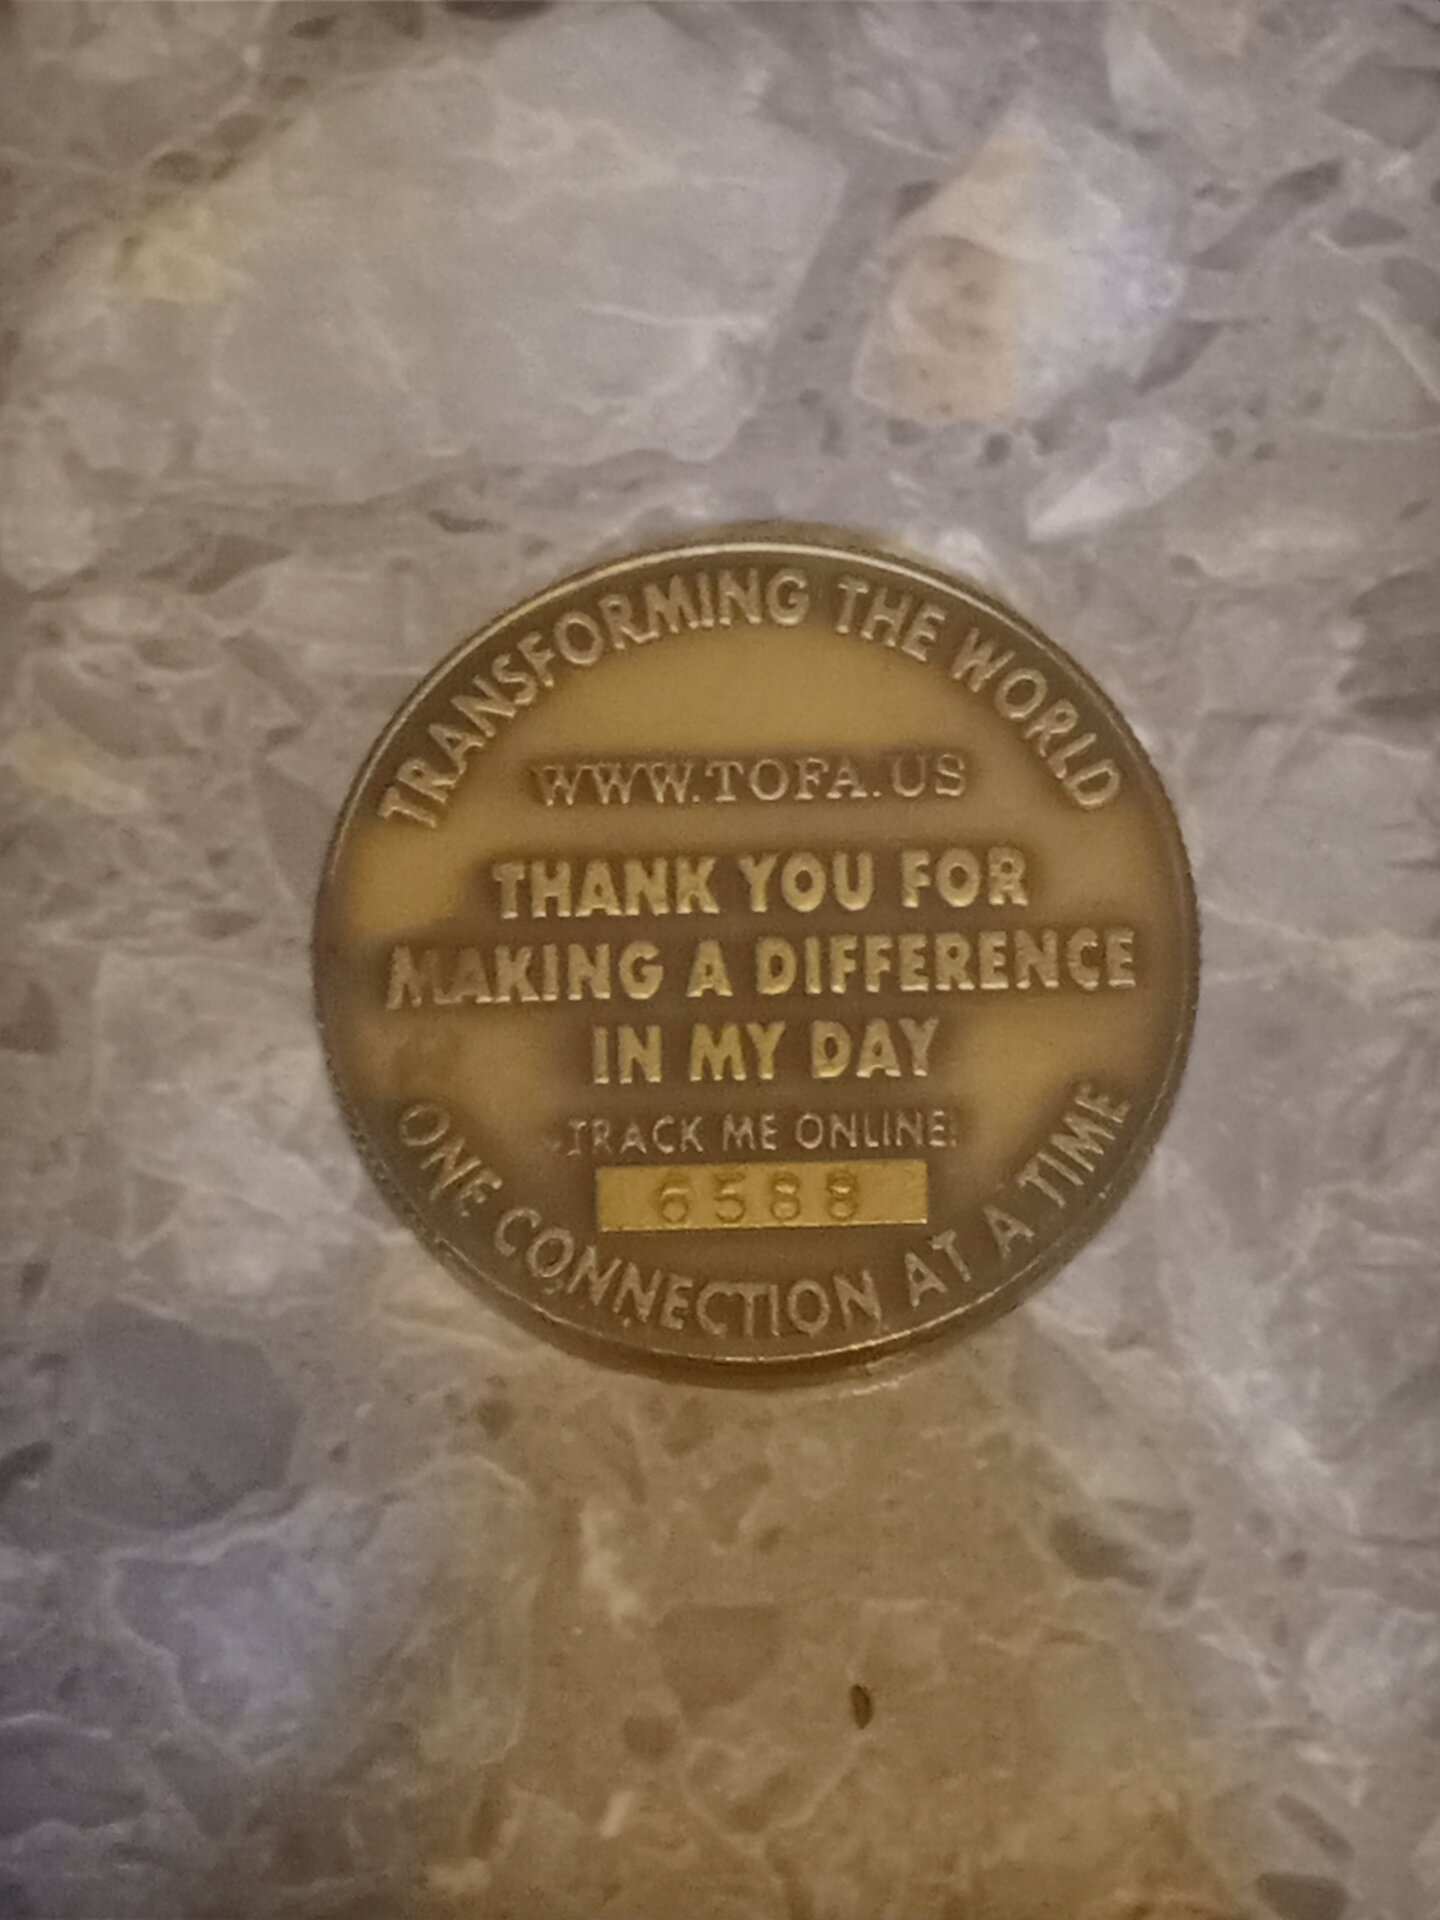 TRANSFORMING THE WORLD
WWW.TOFA.US
THANK YOU FOR
MAKING A DIFFERENCE
IN MY DAY
TRACK ME ONLINE!
6588
ONE CONNECTION AT A TIME